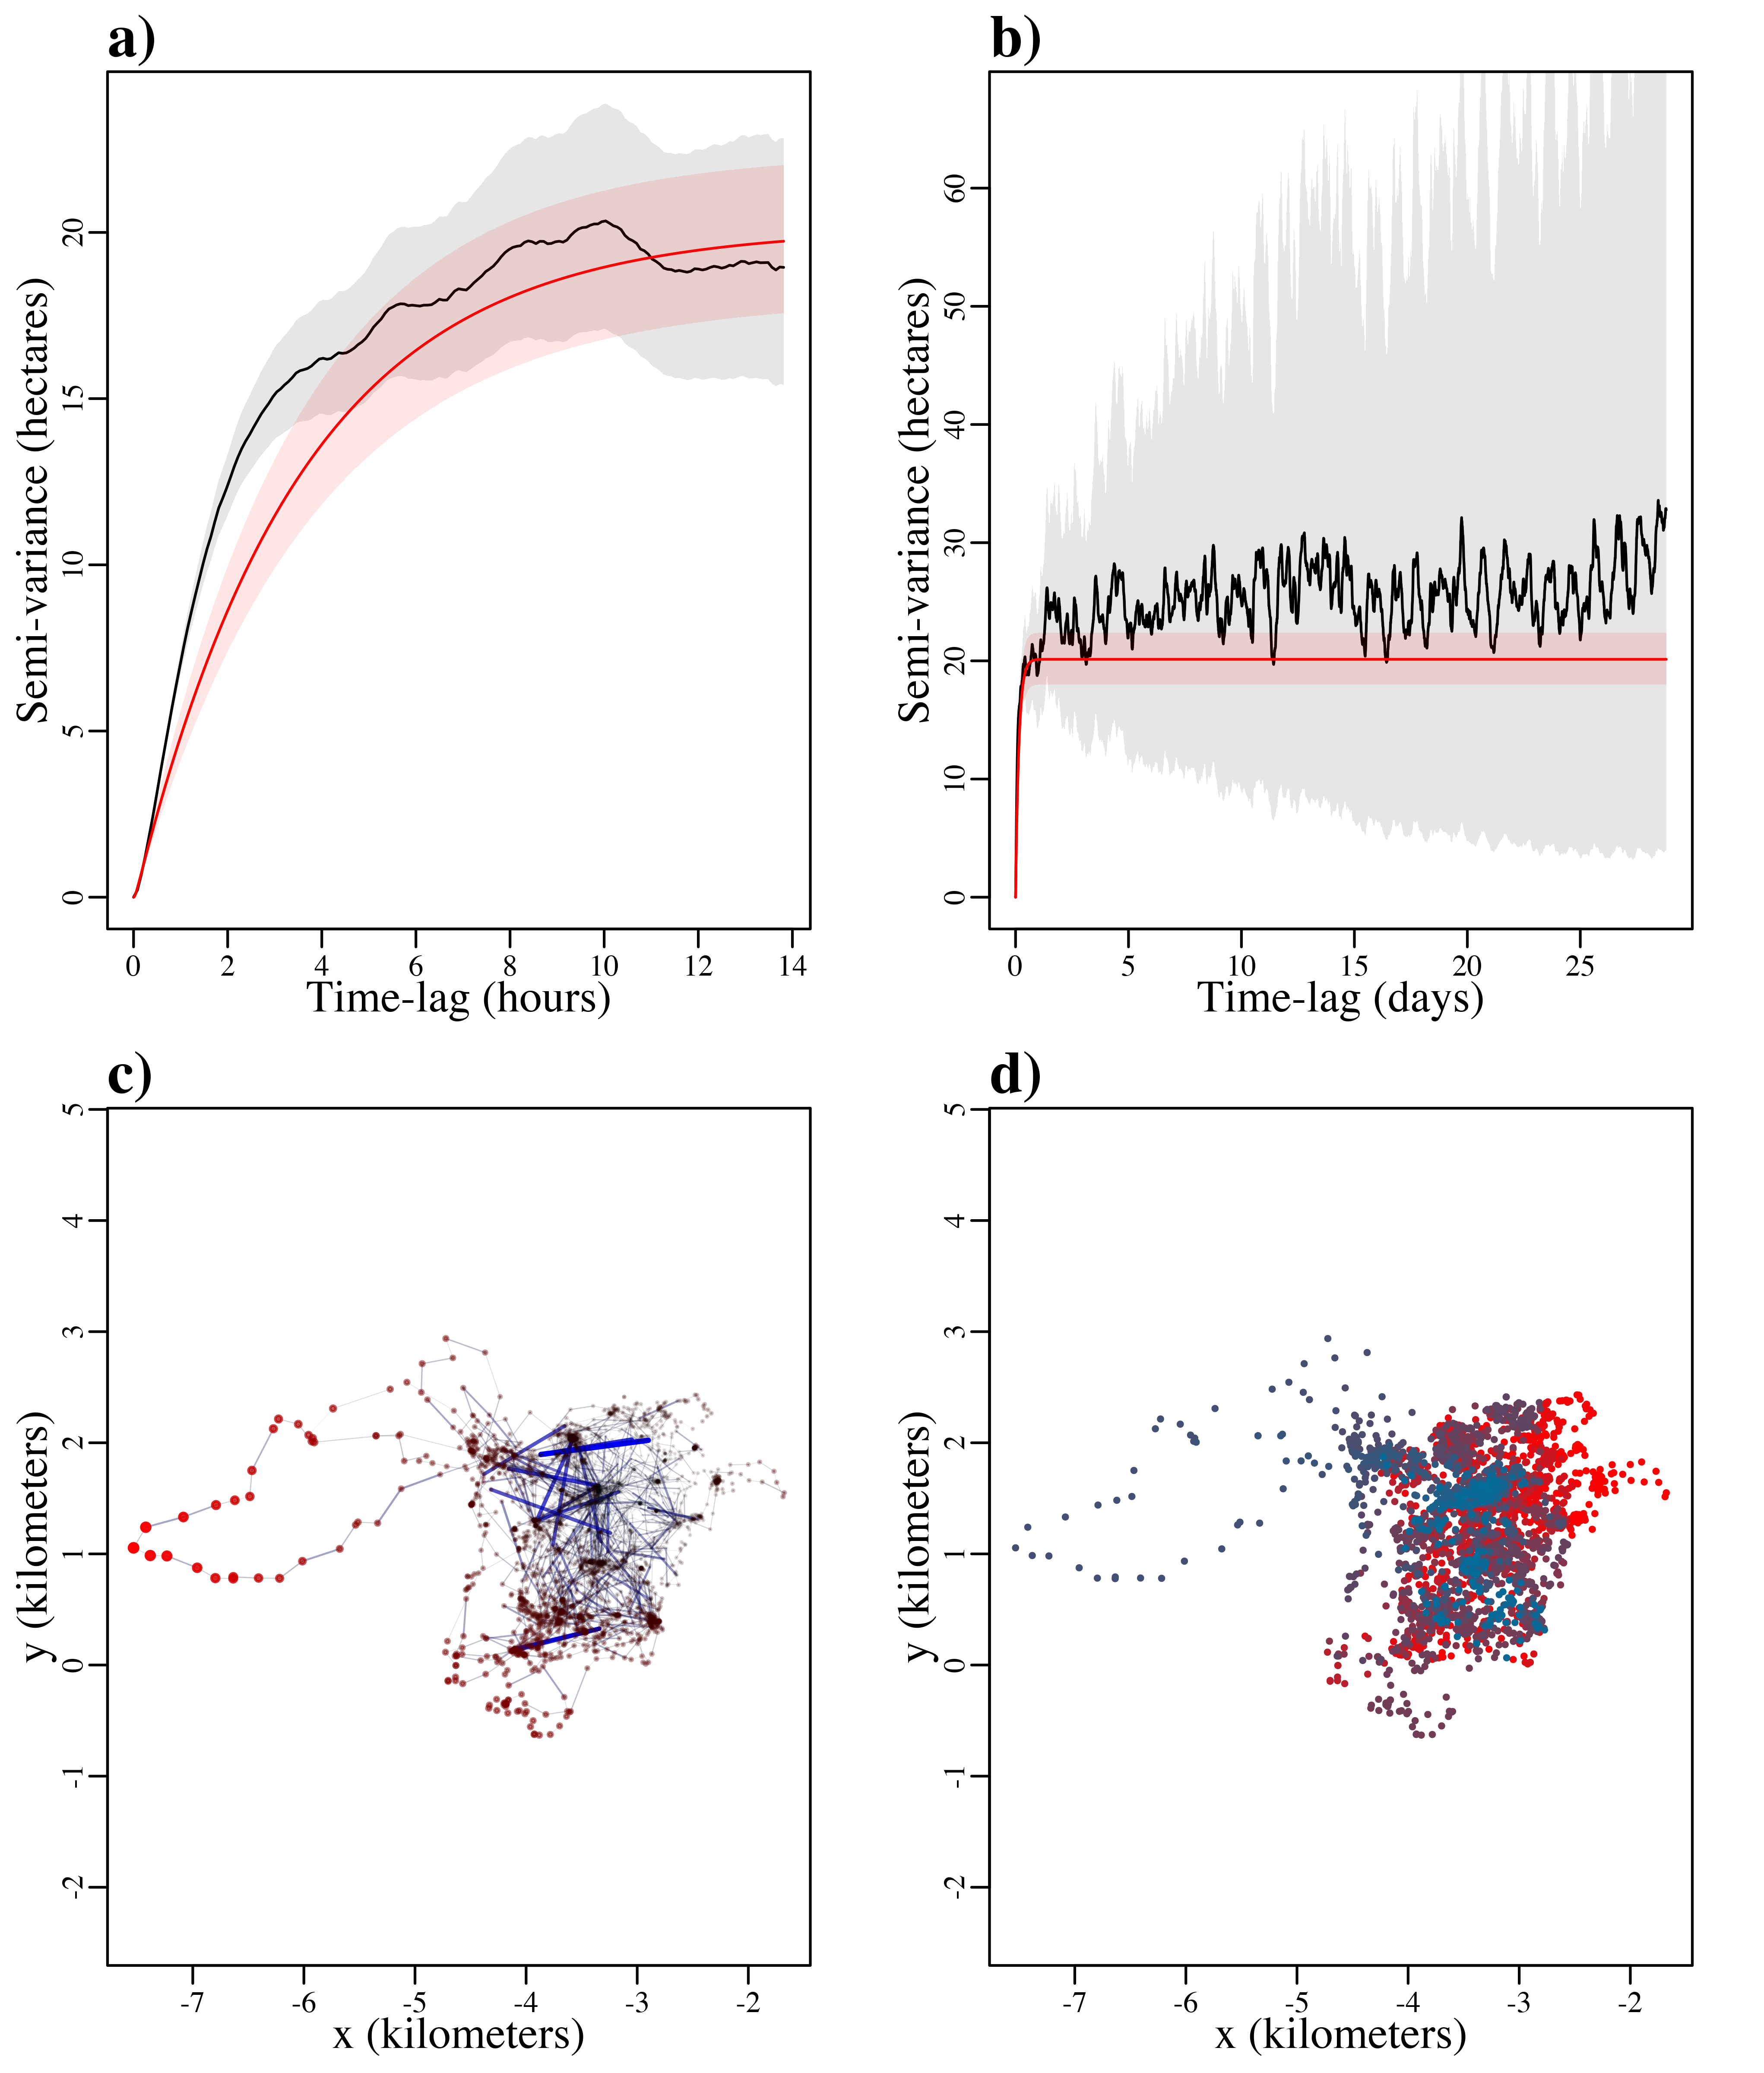 a)
Semi-variance (hectares)
0 5 10 15 20
0 2 4 6 8 10 12 14
Time-lag (hours)
b)
Semi-variance (hectares)
0 10 20 30 40 50 60
0 5 10 15 20 25
Time-lag (days)
c)
y (kilometers)
-2 -1 0 1 2 3 4 5
-7 -6 -5 -4 -3 -2
x (kilometers)
d)
y (kilometers)
-2 -1 0 1 2 3 4 5
-7 -6 -5 -4 -3 -2
x (kilometers)